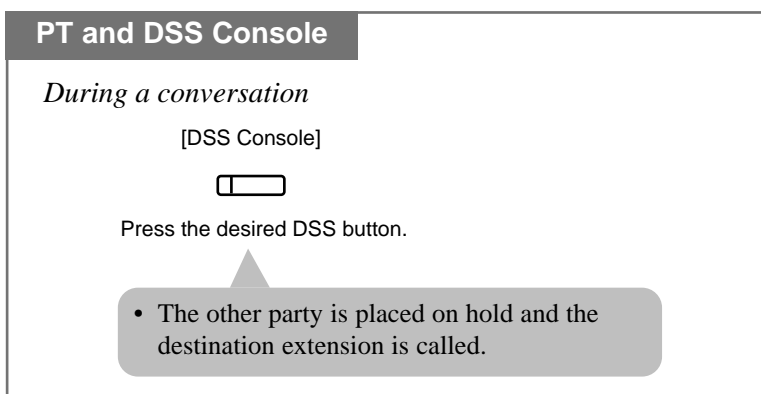 PT and DSS Console
During a conversation
[DSS Console]
Press the desired DSS button.
• The other party is placed on hold and the
destination extension is called.